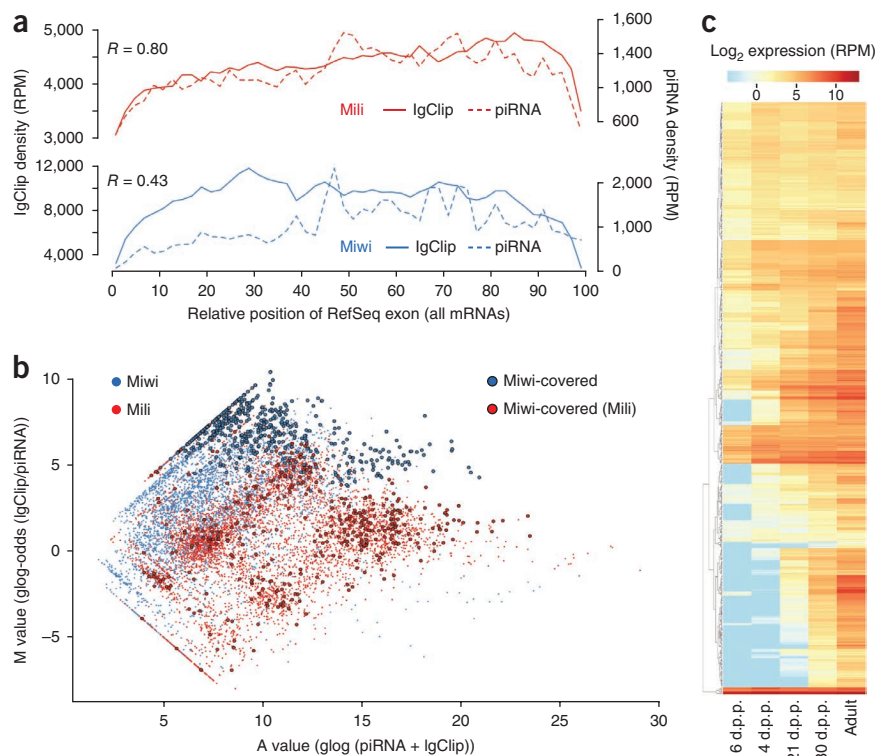 a
5,000
4,000
3,000
12,000
8,000
4,000
IgClip density (RPM)
R = 0.80
Mili IgClip piRNA
R = 0.43
Miwi IgClip piRNA
1,600
1,400
1,000
600
2,000
1,000
0
piRNA density (RPM)
0 10 20 30 40 50 60 70 80 90 100
Relative position of RefSeq exon (all mRNAs)
b
Miwi
Mili
Miwi-covered
Miwi-covered (Mili)
10
5
0
−5
M value (glog-odds (IgClip/piRNA))
5 10 15 20 25 30
A value (glog (piRNA + IgClip))
c
Log2 expression (RPM)
0 5 10
6 d.p.p.
4 d.p.p.
21 d.p.p.
30 d.p.p.
Adult